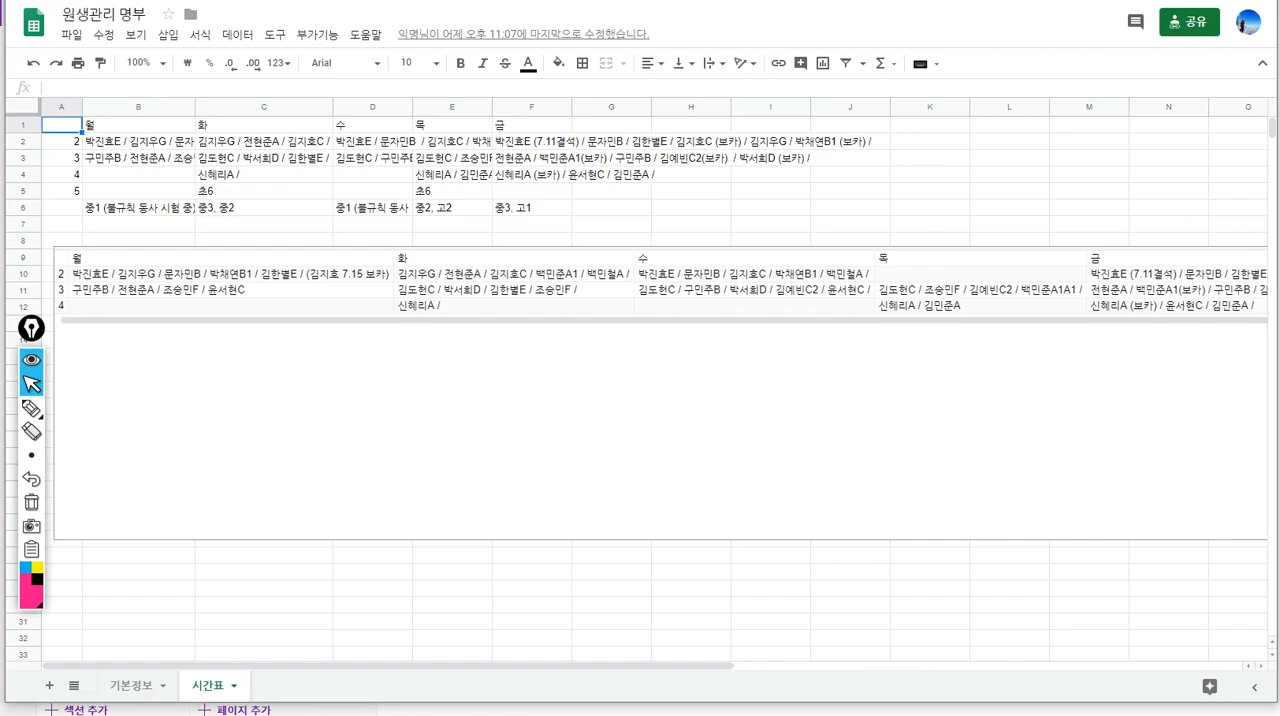 원생관리 명부
파일 수정 보기 삽입 서식 데이터 도구 부가기능 도움말 익명님이 어제 오후 11:07에 마지막으로 수정했습니다.
공유
100% ₩ % .0 .00 123 Arial 10 B I S A Σ
fx
A B C D E F G H I J K L M N O
1 월 화 수 목 금
2 2 박진효E / 김지우G / 문자 김지우G / 전현준A / 김지호C / 박진효E / 문자민B / 김지호C / 박채 박진효E (7.11결석) / 문자민B / 김한별E / 김지호C (보카) / 김지우G / 박채연B1 (보카) /
3 3 구민주B / 전현준A / 조승 김도현C / 박서희D / 김한별E / 김도현C / 구민주 김도현C / 조승민F 전현준A / 백민준A1(보카) / 구민주B / 김예빈C2(보카) / 박서희D (보카) /
4 4 신혜리A / 신혜리A / 김민준A 신혜리A (보카) / 윤서현C / 김민준A /
5 5 초6 초6
6 중1 (불규칙 동사 시험 중) 중3, 중2 중1 (불규칙 동사 중2, 고2 중3, 고1
7
8
9 월 화 수 목 금
10 2 박진효E / 김지우G / 문자민B / 박채연B1 / 김한별E / (김지호 7.15 보카) 김지우G / 전현준A / 김지호C / 백민준A1 / 백민철A / 박진효E / 문자민B / 김지호C / 박채연B1 / 백민철A / 박진효E (7.11결석) / 문자민B / 김한별E
11 3 구민주B / 전현준A / 조승민F / 윤서현C 김도현C / 박서희D / 김한별E / 조승민F / 김도현C / 구민주B / 박서희D / 김예빈C2 / 윤서현C / 김도현C / 조승민F / 김예빈C2 / 백민준A1A1 / 전현준A / 백민준A1(보카) / 구민주B / 김
12 4 신혜리A / 신혜리A / 김민준A 신혜리A (보카) / 윤서현C / 김민준A /
31
32
33
기본정보 시간표
섹션 추가 페이지 추가